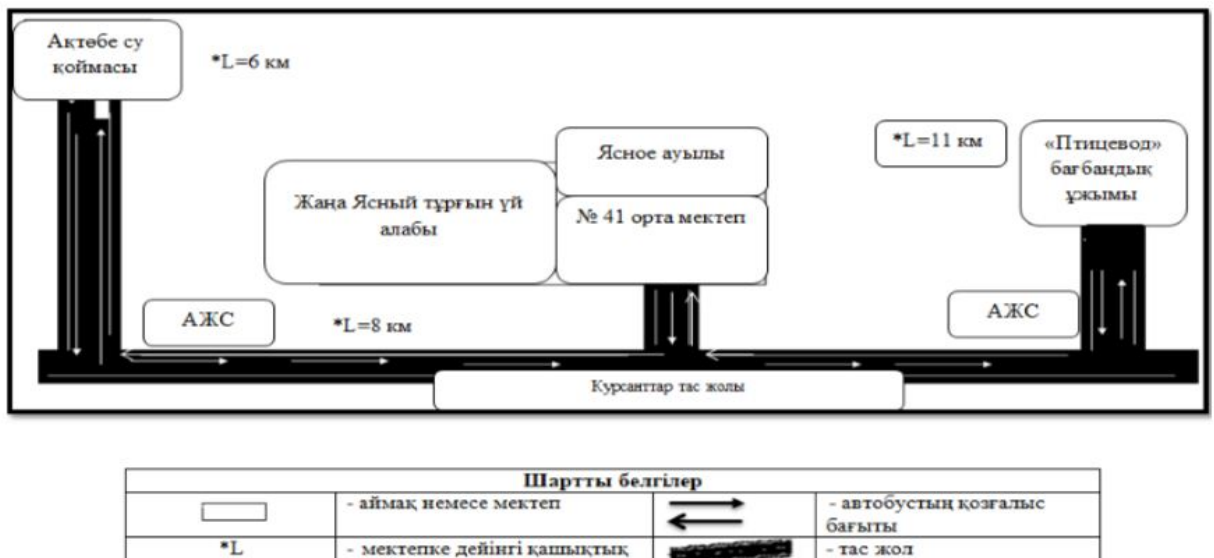 Ақтөбе су
қоймасы
*L=6 км
Ясное ауылы
*L=11 км
«Птицевод»
бағбандық
ұжымы
Жаңа Ясный тұрғын үй
алабы
№ 41 орта мектеп
АЖС
*L=8 км
АЖС
Курсанттар тас жолы
Шартты белгілер
- аймақ немесе мектеп
- автобустың қозғалыс
бағыты
*L
- мектепке дейінгі қашықтық
- тас жол